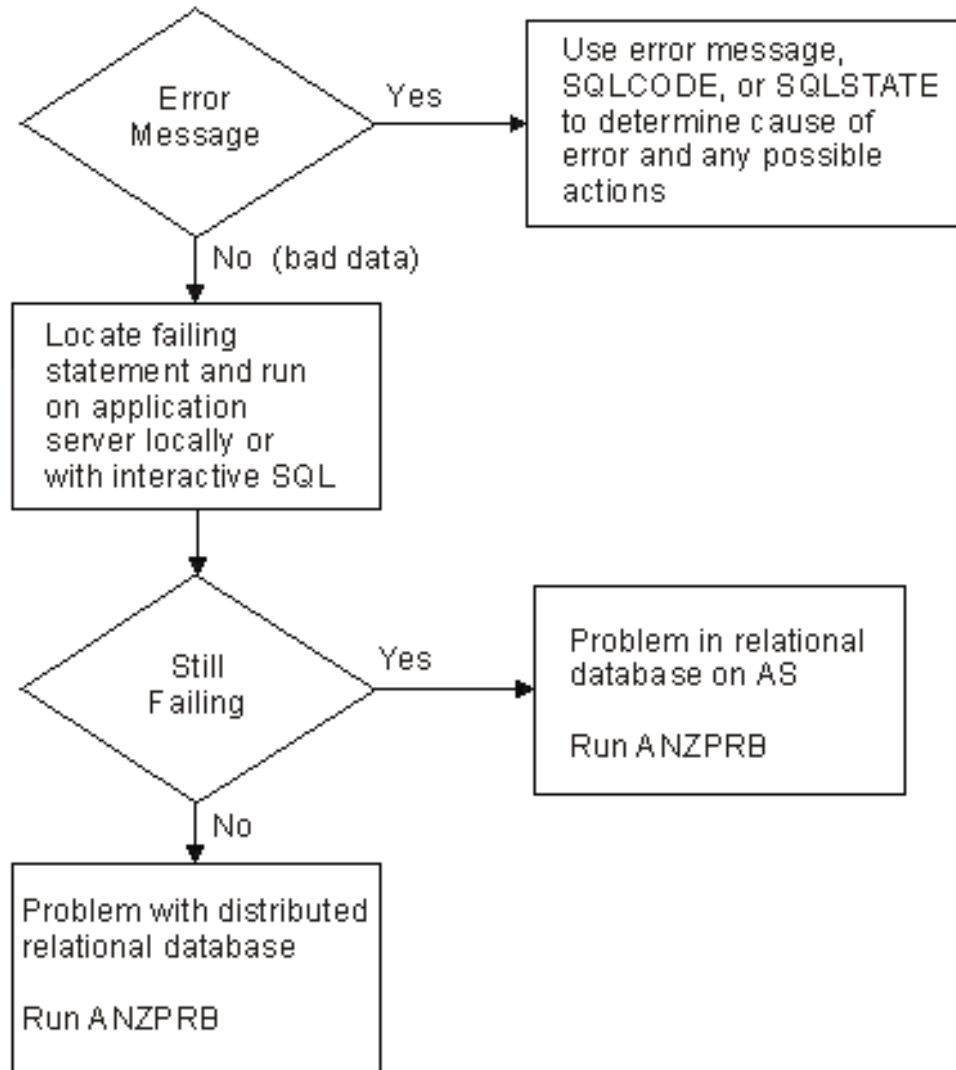 Error
Message
Yes
Use error message,
SQLCODE, or SQLSTATE
to determine cause of
error and any possible
actions
No (bad data)
Locate failing
statement and run
on application
server locally or
with interactive SQL
Still
Failing
Yes
Problem in relational
database on AS
Run ANZPRB
No
Problem with distributed
relational database
Run ANZPRB